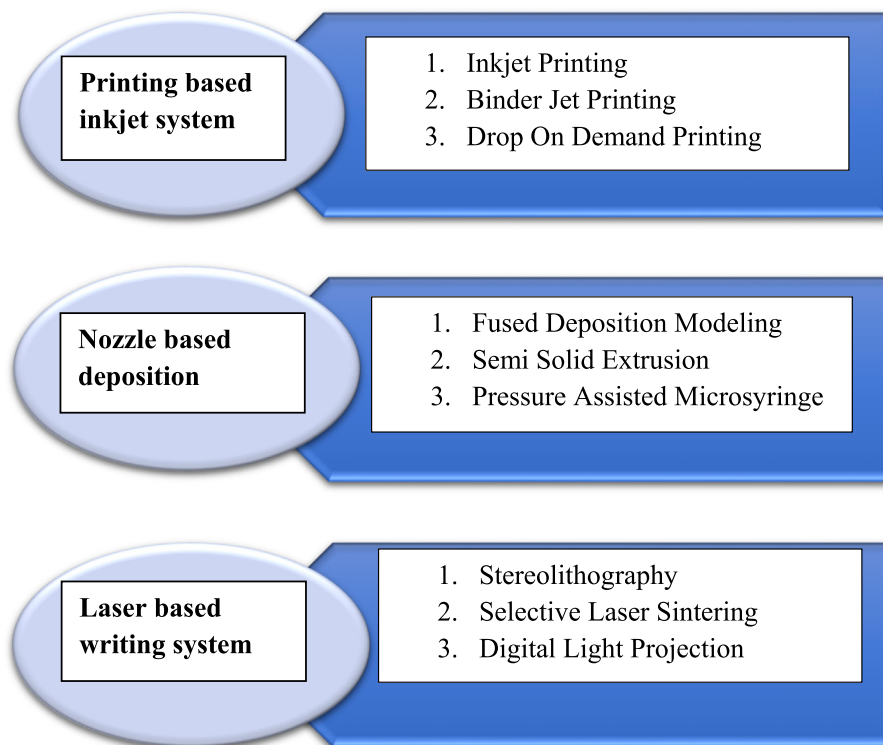 Printing based
inkjet system
1. Inkjet Printing
2. Binder Jet Printing
3. Drop On Demand Printing
Nozzle based
deposition
1. Fused Deposition Modeling
2. Semi Solid Extrusion
3. Pressure Assisted Microsyringe
Laser based
writing system
1. Stereolithography
2. Selective Laser Sintering
3. Digital Light Projection